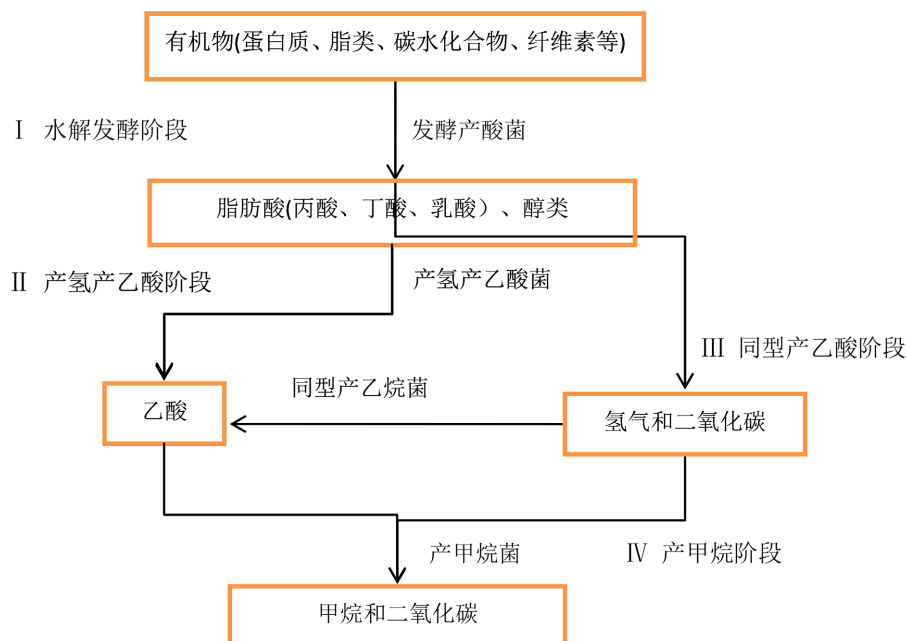 有机物(蛋白质、脂类、碳水化合物、纤维素等)
Ⅰ 水解发酵阶段
发酵产酸菌
脂肪酸(丙酸、丁酸、乳酸）、醇类
Ⅱ 产氢产乙酸阶段
产氢产乙酸菌
Ⅲ 同型产乙酸阶段
同型产乙烷菌
乙酸
氢气和二氧化碳
产甲烷菌
Ⅳ 产甲烷阶段
甲烷和二氧化碳